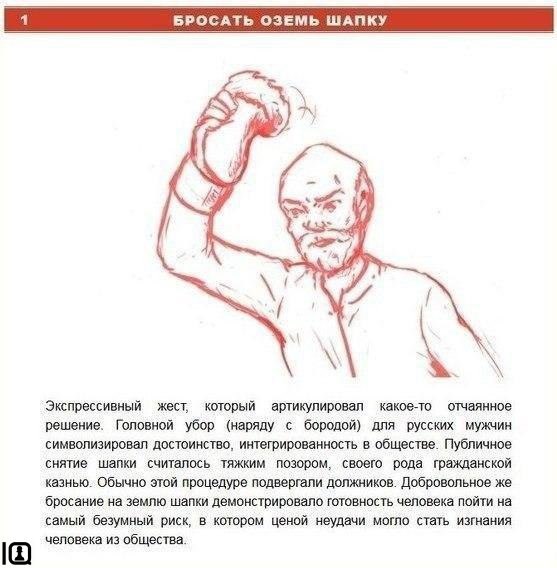 1
БРОСАТЬ ОЗЕМЬ ШАПКУ
Экспрессивный жест, который артикулировал какое-то отчаянное
решение. Головной убор (наряду с бородой) для русских мужчин
символизировал достоинство, интегрированность в обществе. Публичное
снятие шапки считалось тяжким позором, своего рода гражданской
казнью. Обычно этой процедуре подвергали должников. Добровольное же
бросание на землю шапки демонстрировало готовность человека пойти на
самый безумный риск, в котором ценой неудачи могло стать изгнания
человека из общества.